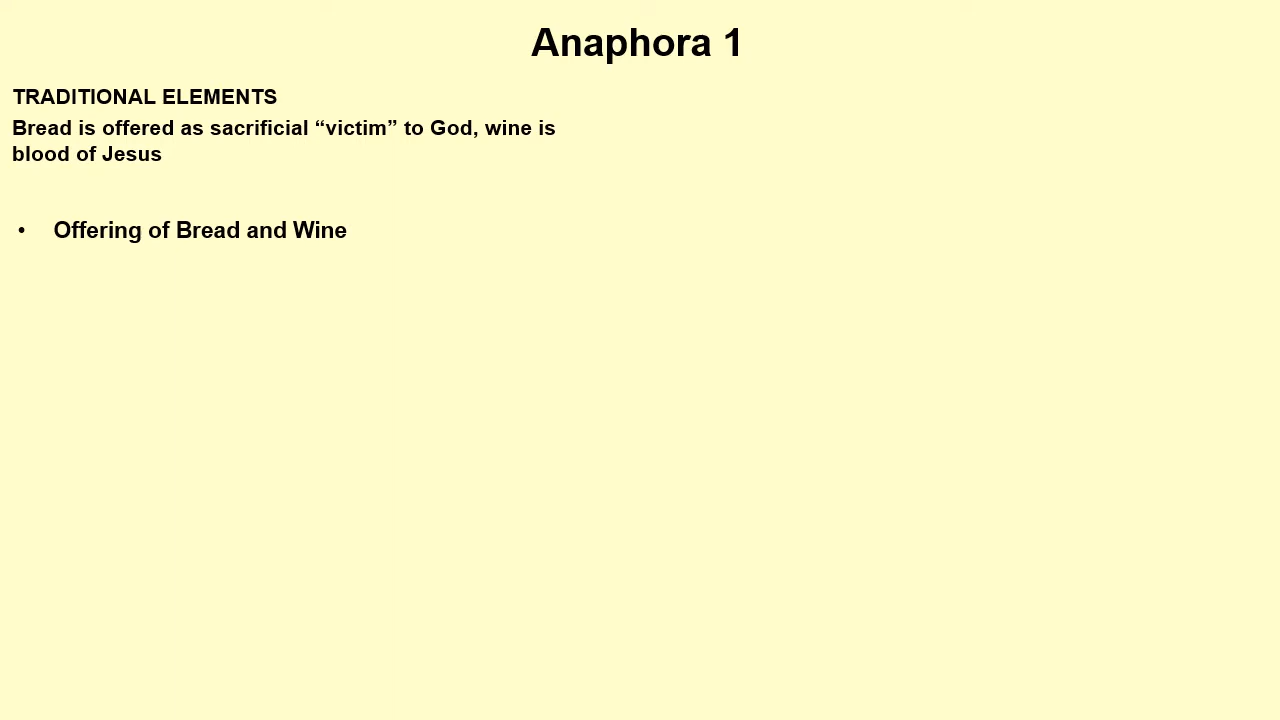 Anaphora 1
TRADITIONAL ELEMENTS
Bread is offered as sacrificial “victim” to God, wine is
blood of Jesus
• Offering of Bread and Wine